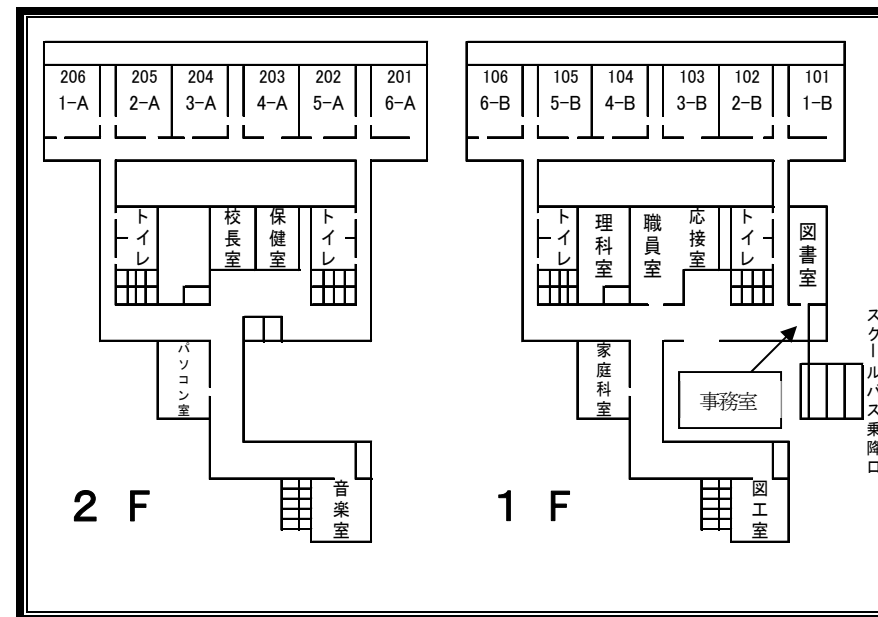 206 205 204 203 202 201
1-A 2-A 3-A 4-A 5-A 6-A
トイレ
校長室
保健室
トイレ
パソコン室
音楽室
2 F
106 105 104 103 102 101
6-B 5-B 4-B 3-B 2-B 1-B
トイレ
理科室
職員室
応接室
トイレ
図書室
家庭科室
事務室
スクールバス乗降口
図工室
1 F